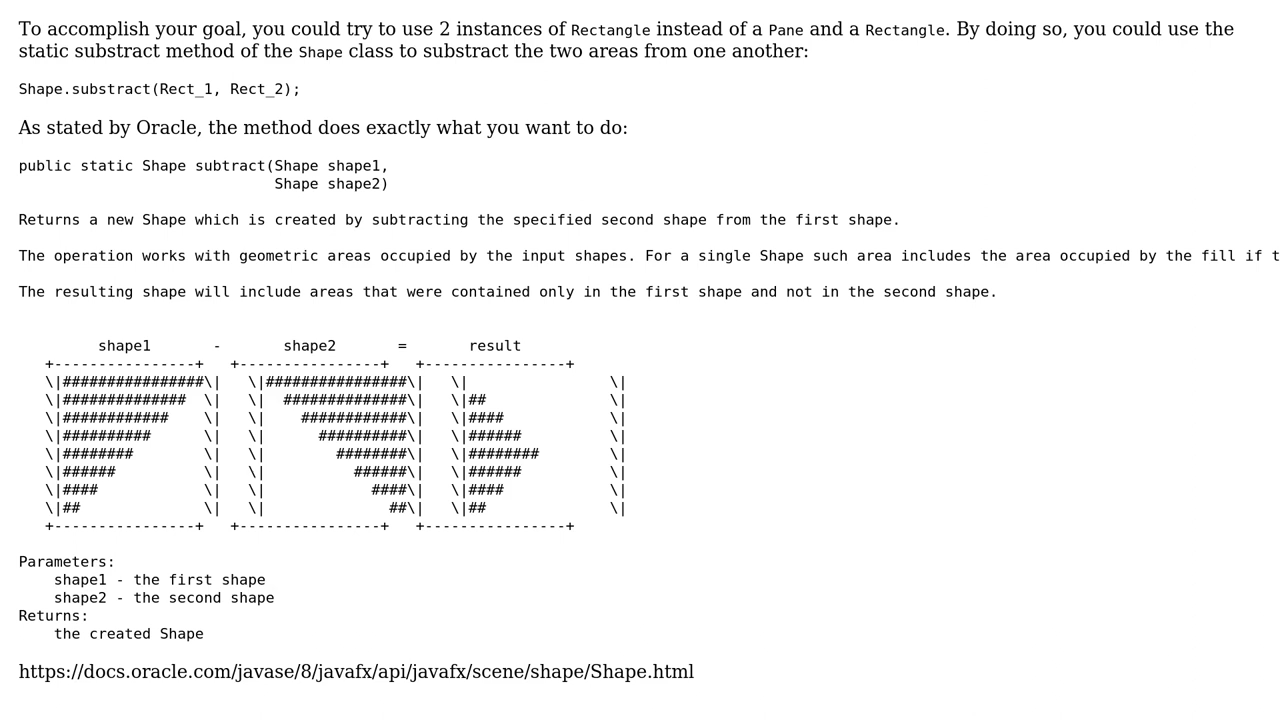 To accomplish your goal, you could try to use 2 instances of Rectangle instead of a Pane and a Rectangle. By doing so, you could use the
static substract method of the Shape class to substract the two areas from one another:
Shape.substract(Rect_1, Rect_2);
As stated by Oracle, the method does exactly what you want to do:
public static Shape subtract(Shape shape1,
                             Shape shape2)
Returns a new Shape which is created by subtracting the specified second shape from the first shape.
The operation works with geometric areas occupied by the input shapes. For a single Shape such area includes the area occupied by the fill if
The resulting shape will include areas that were contained only in the first shape and not in the second shape.
         shape1       -       shape2       =       result
   +----------------+   +----------------+   +----------------+
   \|################\|   \|################\|   \|                \|
   \|##############  \|   \|  ##############\|   \|##              \|
   \|############    \|   \|    ############\|   \|####            \|
   \|##########      \|   \|      ##########\|   \|######          \|
   \|########        \|   \|        ########\|   \|########        \|
   \|######          \|   \|          ######\|   \|######          \|
   \|####            \|   \|            ####\|   \|####            \|
   \|##              \|   \|              ##\|   \|##              \|
   +----------------+   +----------------+   +----------------+
Parameters:
    shape1 - the first shape
    shape2 - the second shape
Returns:
    the created Shape
https://docs.oracle.com/javase/8/javafx/api/javafx/scene/shape/Shape.html